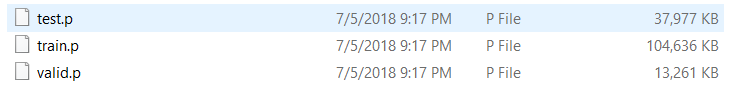 test.p 7/5/2018 9:17 PM P File 37,977 KB
train.p 7/5/2018 9:17 PM P File 104,636 KB
valid.p 7/5/2018 9:17 PM P File 13,261 KB